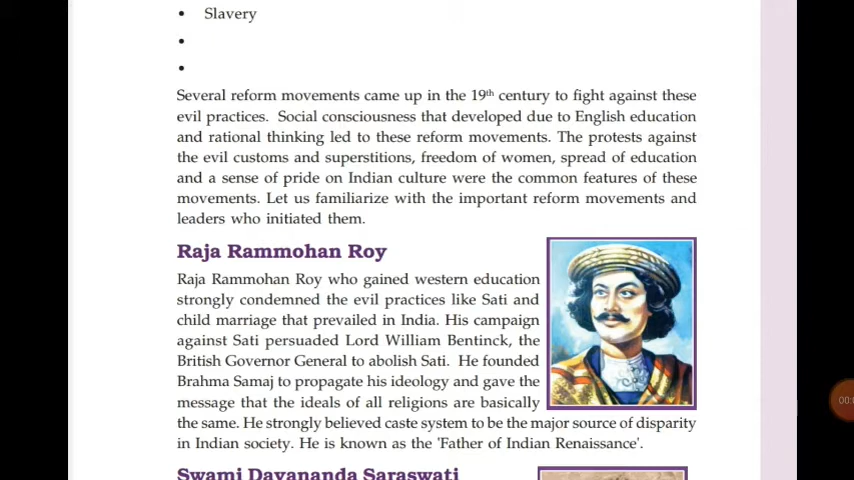 • Slavery
•
•
Several reform movements came up in the 19th century to fight against these
evil practices. Social consciousness that developed due to English education
and rational thinking led to these reform movements. The protests against
the evil customs and superstitions, freedom of women, spread of education
and a sense of pride on Indian culture were the common features of these
movements. Let us familiarize with the important reform movements and
leaders who initiated them.
Raja Rammohan Roy
Raja Rammohan Roy who gained western education
strongly condemned the evil practices like Sati and
child marriage that prevailed in India. His campaign
against Sati persuaded Lord William Bentinck, the
British Governor General to abolish Sati. He founded
Brahma Samaj to propagate his ideology and gave the
message that the ideals of all religions are basically
the same. He strongly believed caste system to be the major source of disparity
in Indian society. He is known as the 'Father of Indian Renaissance'.
Swami Dayananda Saraswati